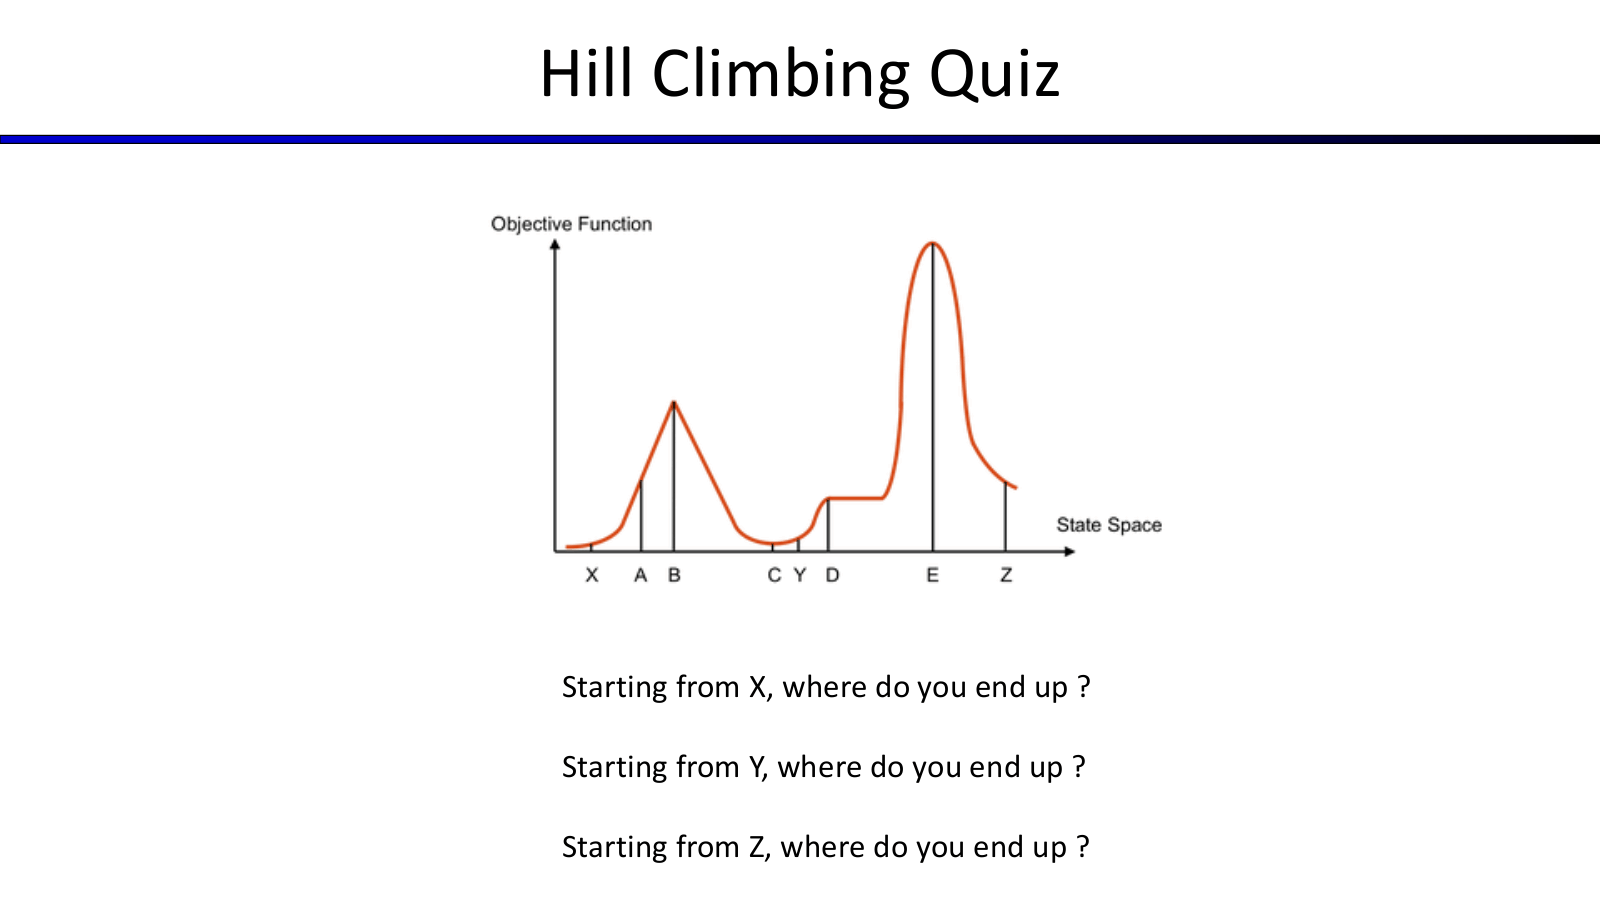 Hill Climbing Quiz
Objective Function
State Space
X A B C Y D E Z
Starting from X, where do you end up ?
Starting from Y, where do you end up ?
Starting from Z, where do you end up ?